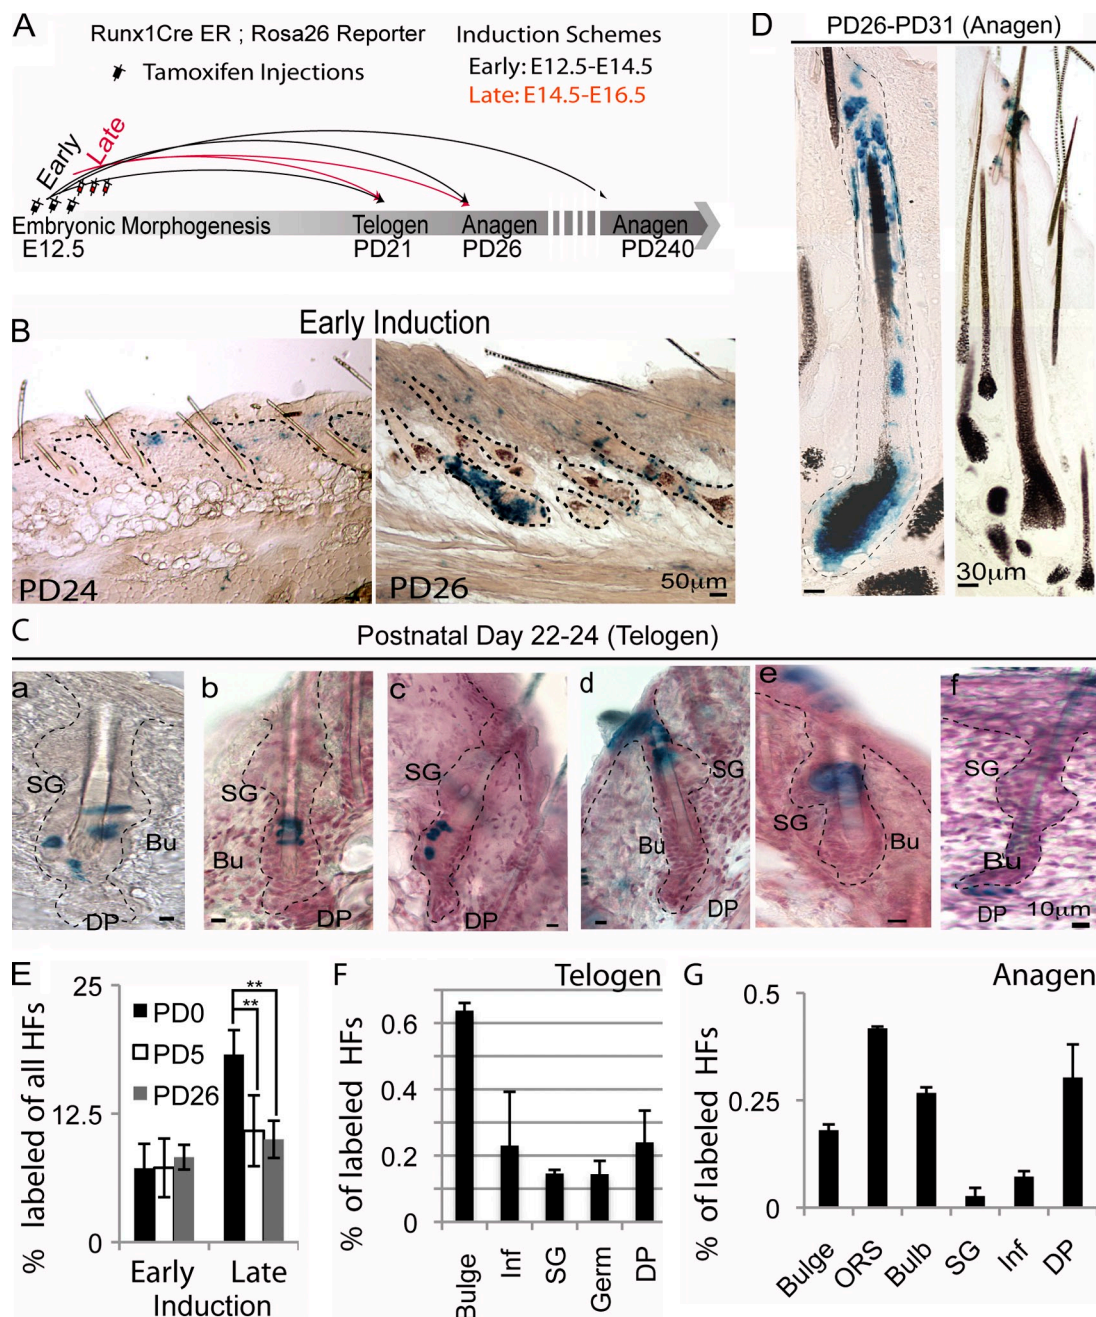 A
Runx1Cre ER ; Rosa26 Reporter
Tamoxifen Injections
Induction Schemes
Early: E12.5-E14.5
Late: E14.5-E16.5
Early
Late
Embryonic Morphogenesis
E12.5
Telogen
PD21
Anagen
PD26
Anagen
PD240
B
Early Induction
PD24
PD26
50μm
C
Postnatal Day 22-24 (Telogen)
a
SG
Bu
DP
b
SG
Bu
DP
c
SG
d
SG
Bu
DP
e
SG
Bu
f
SG
Bu
DP
10μm
D
PD26-PD31 (Anagen)
30μm
E
% labeled of all HFs
25
12.5
0
PD0
PD5
PD26
**
**
Early
Late
Induction
F
Telogen
% of labeled HFs
0.6
0.4
0.2
0
Bulge
Inf
SG
Germ
DP
G
Anagen
% of labeled HFs
0.5
0.25
0
Bulge
ORS
Bulb
SG
Inf
DP